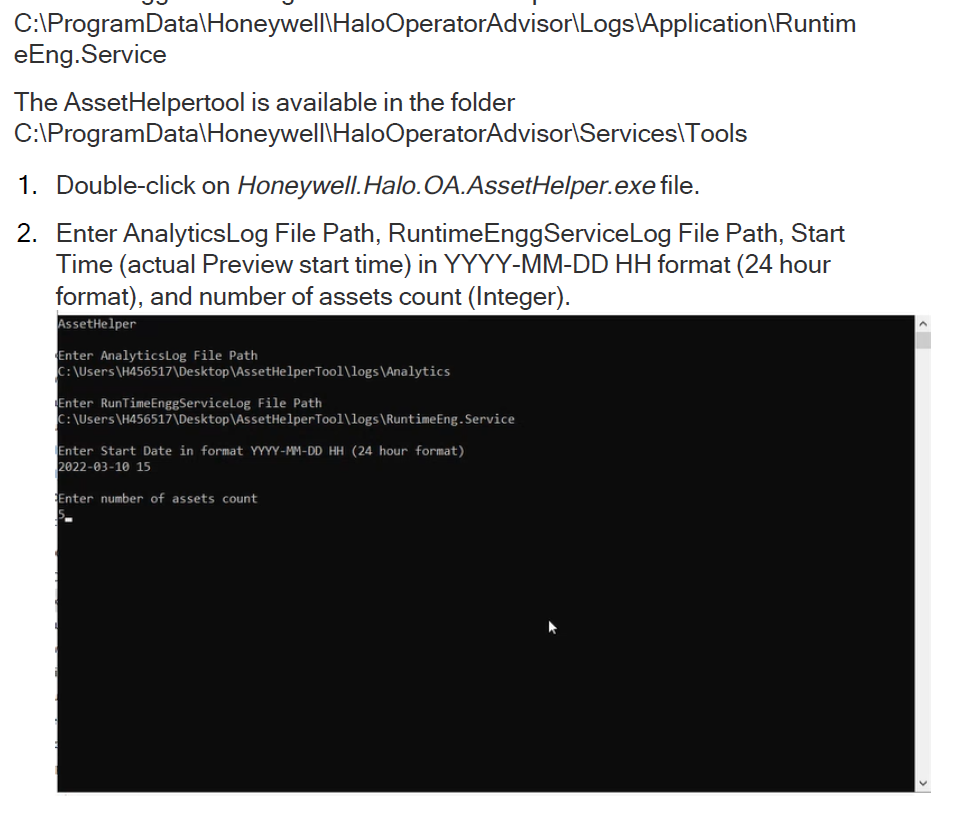 C:\ProgramData\Honeywell\HaloOperatorAdvisor\Logs\Application\Runtim
eEng.Service
The AssetHelpertool is available in the folder
C:\ProgramData\Honeywell\HaloOperatorAdvisor\Services\Tools
1. Double-click on Honeywell.Halo.OA.AssetHelper.exe file.
2. Enter AnalyticsLog File Path, RuntimeEnggServiceLog File Path, Start
Time (actual Preview start time) in YYYY-MM-DD HH format (24 hour
format), and number of assets count (Integer).
AssetHelper
Enter AnalyticsLog File Path
C:\Users\H456517\Desktop\AssetHelperTool\logs\Analytics
Enter RunTimeEnggServiceLog File Path
C:\Users\H456517\Desktop\AssetHelperTool\logs\RuntimeEng.Service
Enter Start Date in format YYYY-MM-DD HH (24 hour format)
2022-03-10 15
Enter number of assets count
5